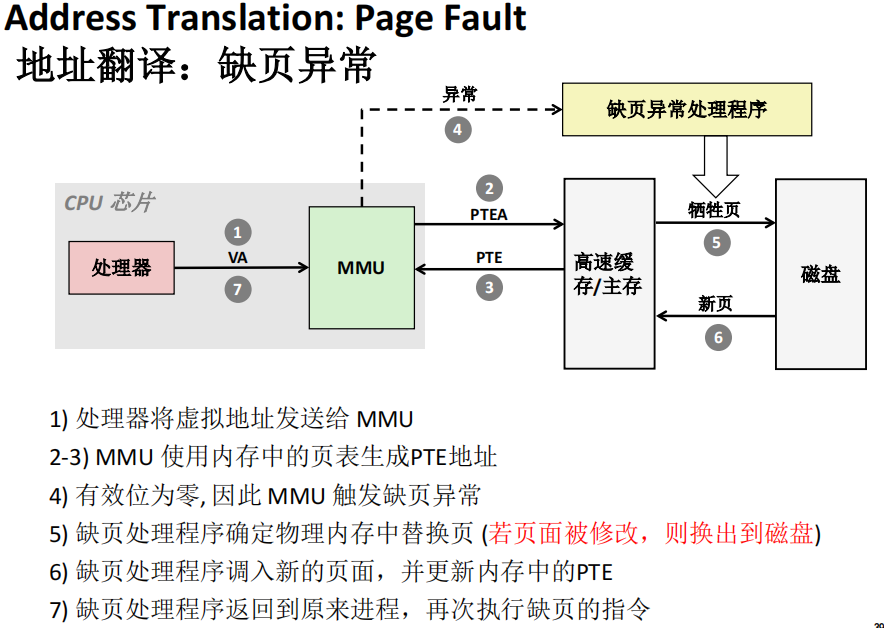 Address Translation: Page Fault
地址翻译：缺页异常
异常
4
缺页异常处理程序
CPU 芯片
处理器
1
VA
7
MMU
2
PTEA
PTE
3
高速缓
存/主存
牺牲页
5
新页
6
磁盘
1) 处理器将虚拟地址发送给 MMU
2-3) MMU 使用内存中的页表生成PTE地址
4) 有效位为零, 因此 MMU 触发缺页异常
5) 缺页处理程序确定物理内存中替换页 (若页面被修改，则换出到磁盘)
6) 缺页处理程序调入新的页面，并更新内存中的PTE
7) 缺页处理程序返回到原来进程，再次执行缺页的指令
39